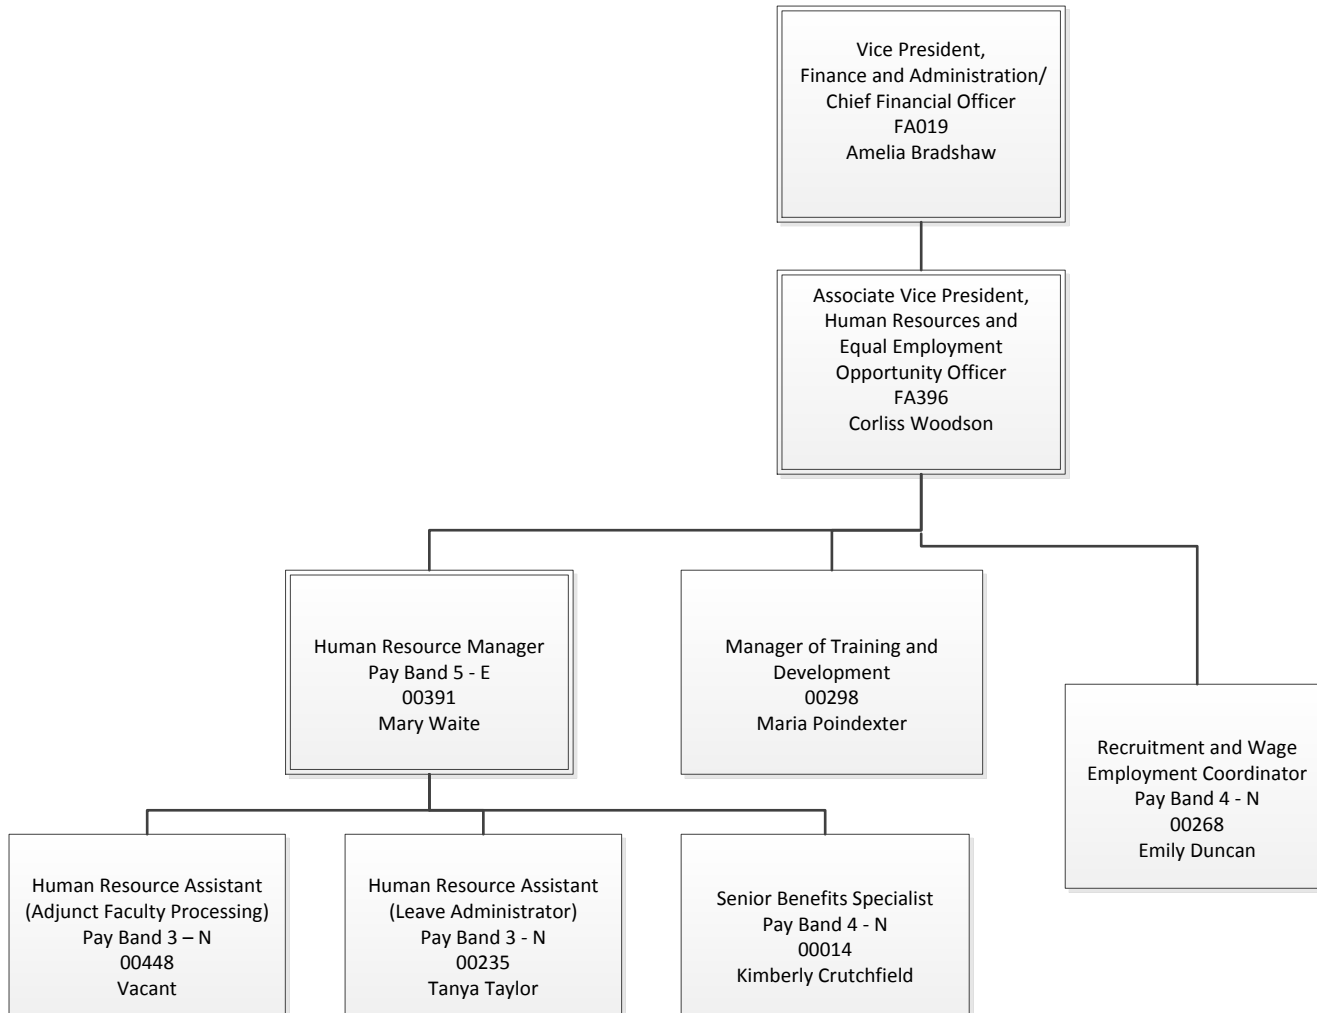 Vice President,
Finance and Administration/
Chief Financial Officer
FA019
Amelia Bradshaw
Associate Vice President,
Human Resources and
Equal Employment
Opportunity Officer
FA396
Corliss Woodson
Human Resource Manager
Pay Band 5 - E
00391
Mary Waite
Manager of Training and
Development
00298
Maria Poindexter
Recruitment and Wage
Employment Coordinator
Pay Band 4 - N
00268
Emily Duncan
Human Resource Assistant
(Adjunct Faculty Processing)
Pay Band 3 – N
00448
Vacant
Human Resource Assistant
(Leave Administrator)
Pay Band 3 - N
00235
Tanya Taylor
Senior Benefits Specialist
Pay Band 4 - N
00014
Kimberly Crutchfield